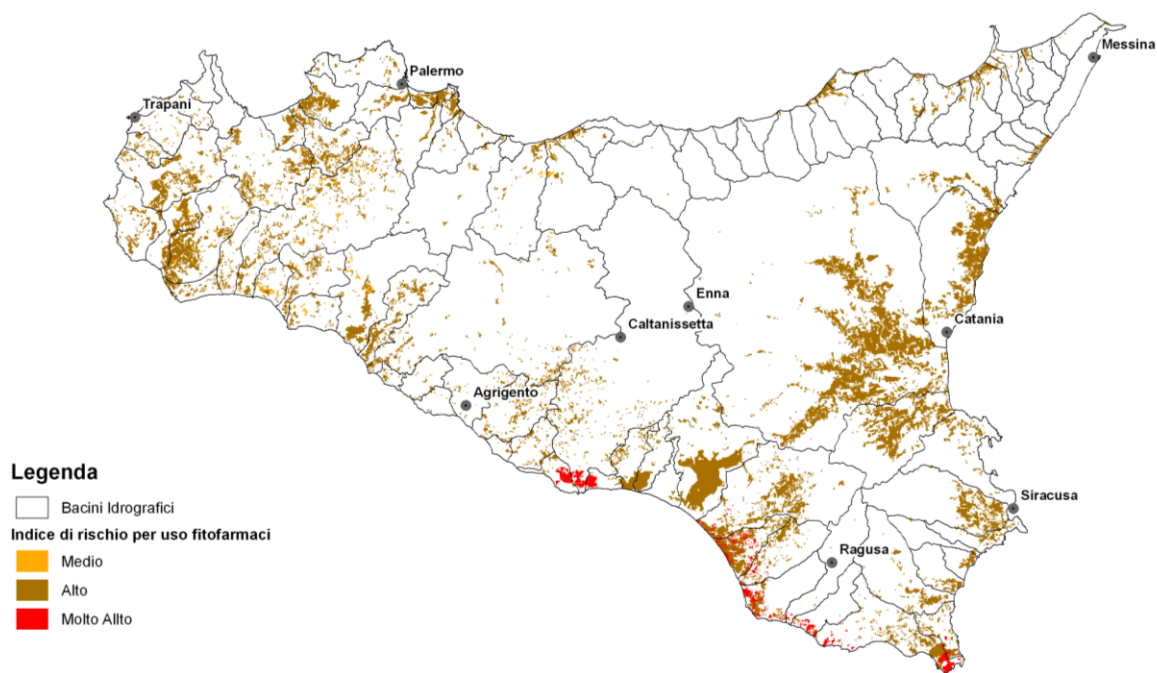 Messina
Palermo
Trapani
Enna
Catania
Caltanissetta
Agrigento
Legenda
Siracusa
Bacini Idrografici
Indice di rischio per uso fitofarmaci
Ragusa
Medio
Alto
Molto Allto